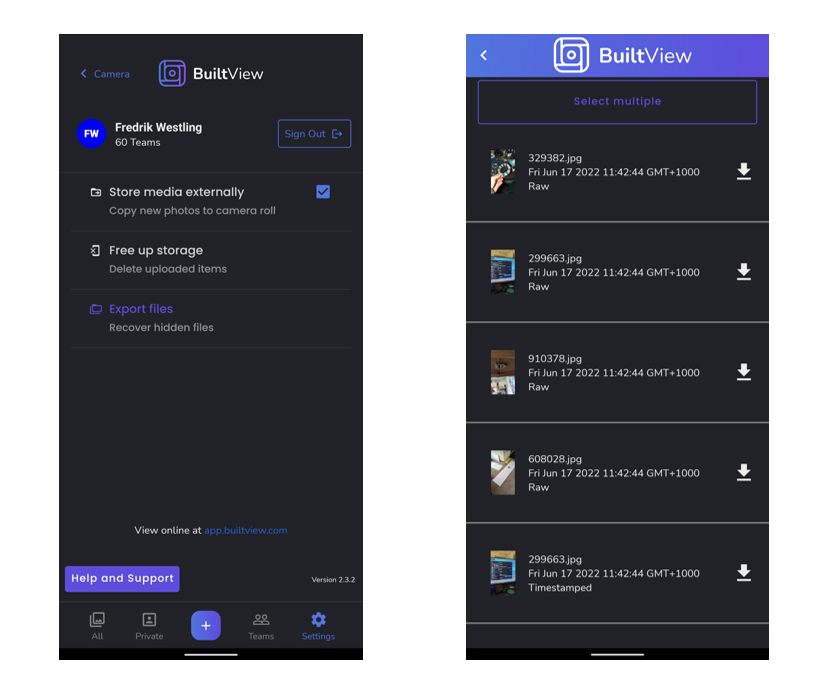 Camera
BuiltView
FW
Fredrik Westling
60 Teams
Sign Out
Store media externally
Copy new photos to camera roll
Free up storage
Delete uploaded items
Export files
Recover hidden files
View online at app.builtview.com
Help and Support
Version 2.3.2
All
Private
Teams
Settings
BuiltView
Select multiple
329382.jpg
Fri Jun 17 2022 11:42:44 GMT+1000
Raw
299663.jpg
Fri Jun 17 2022 11:42:44 GMT+1000
Raw
910378.jpg
Fri Jun 17 2022 11:42:44 GMT+1000
Raw
608028.jpg
Fri Jun 17 2022 11:42:44 GMT+1000
Raw
299663.jpg
Fri Jun 17 2022 11:42:44 GMT+1000
Timestamped